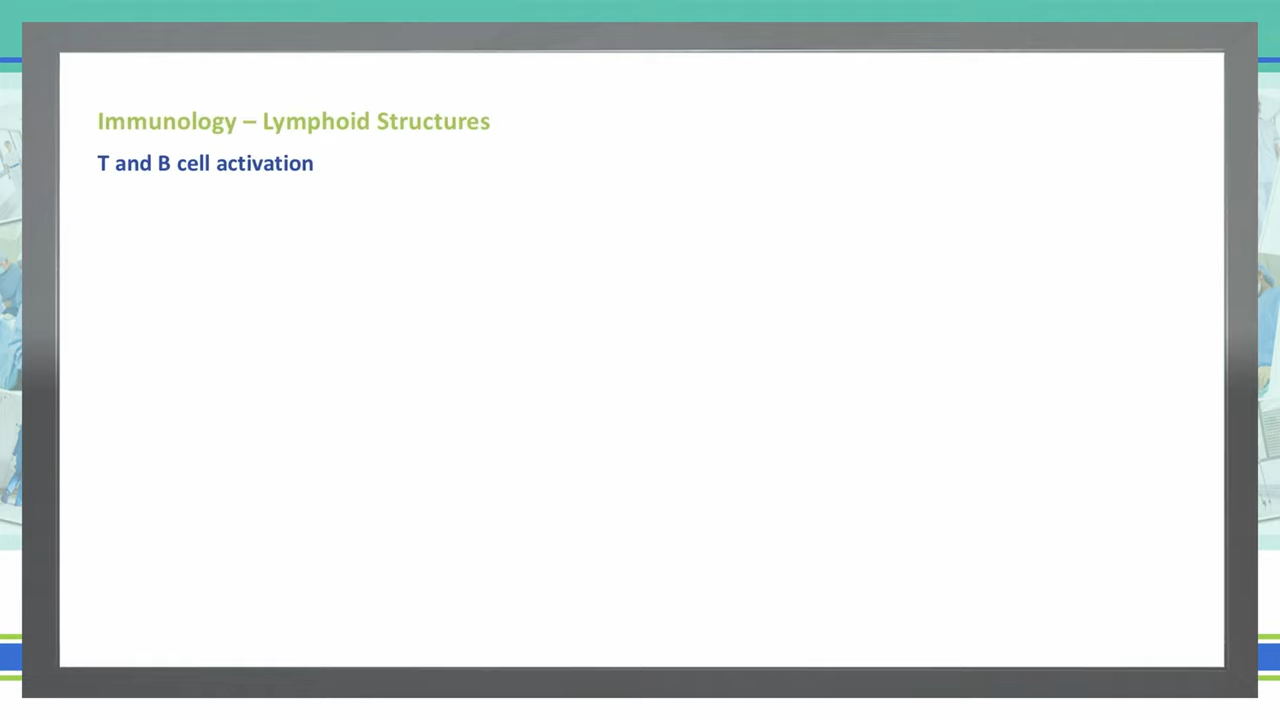 Immunology – Lymphoid Structures
T and B cell activation